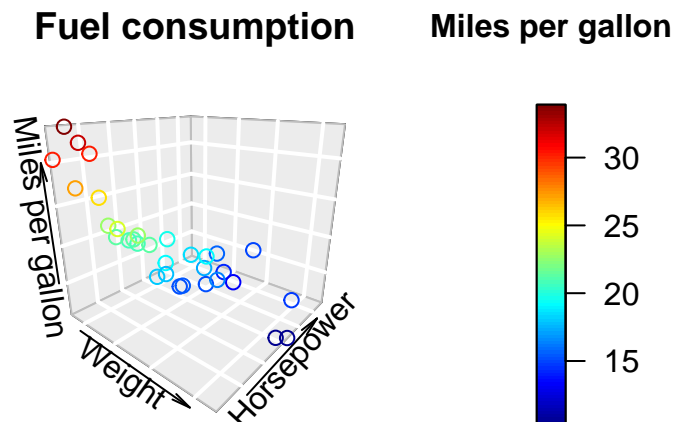 Fuel consumption
Miles per gallon
Miles per gallon
Weight
Horsepower
30
25
20
15